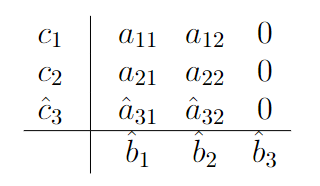 c₁ a₁₁ a₁₂ 0
c₂ a₂₁ a₂₂ 0
ĉ₃ â₃₁ â₃₂ 0
b̂₁ b̂₂ b̂₃